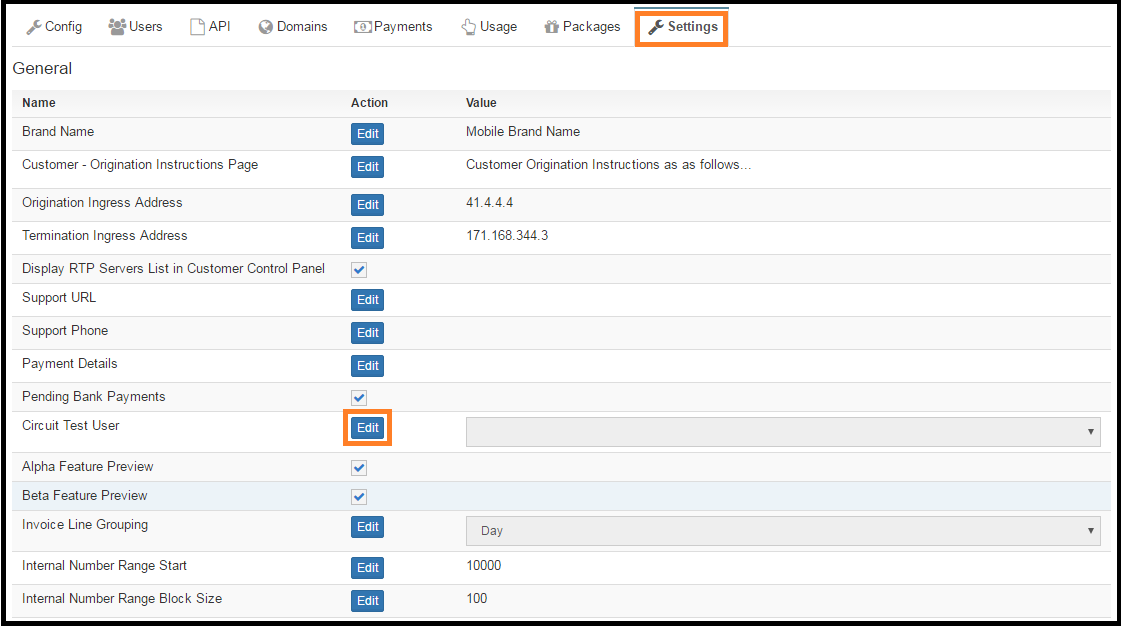 Config Users API Domains Payments Usage Packages Settings
General
Name Action Value
Brand Name Edit Mobile Brand Name
Customer - Origination Instructions Page Edit Customer Origination Instructions as as follows...
Origination Ingress Address Edit 41.4.4.4
Termination Ingress Address Edit 171.168.344.3
Display RTP Servers List in Customer Control Panel
Support URL Edit
Support Phone Edit
Payment Details Edit
Pending Bank Payments
Circuit Test User Edit
Alpha Feature Preview
Beta Feature Preview
Invoice Line Grouping Edit Day
Internal Number Range Start Edit 10000
Internal Number Range Block Size Edit 100